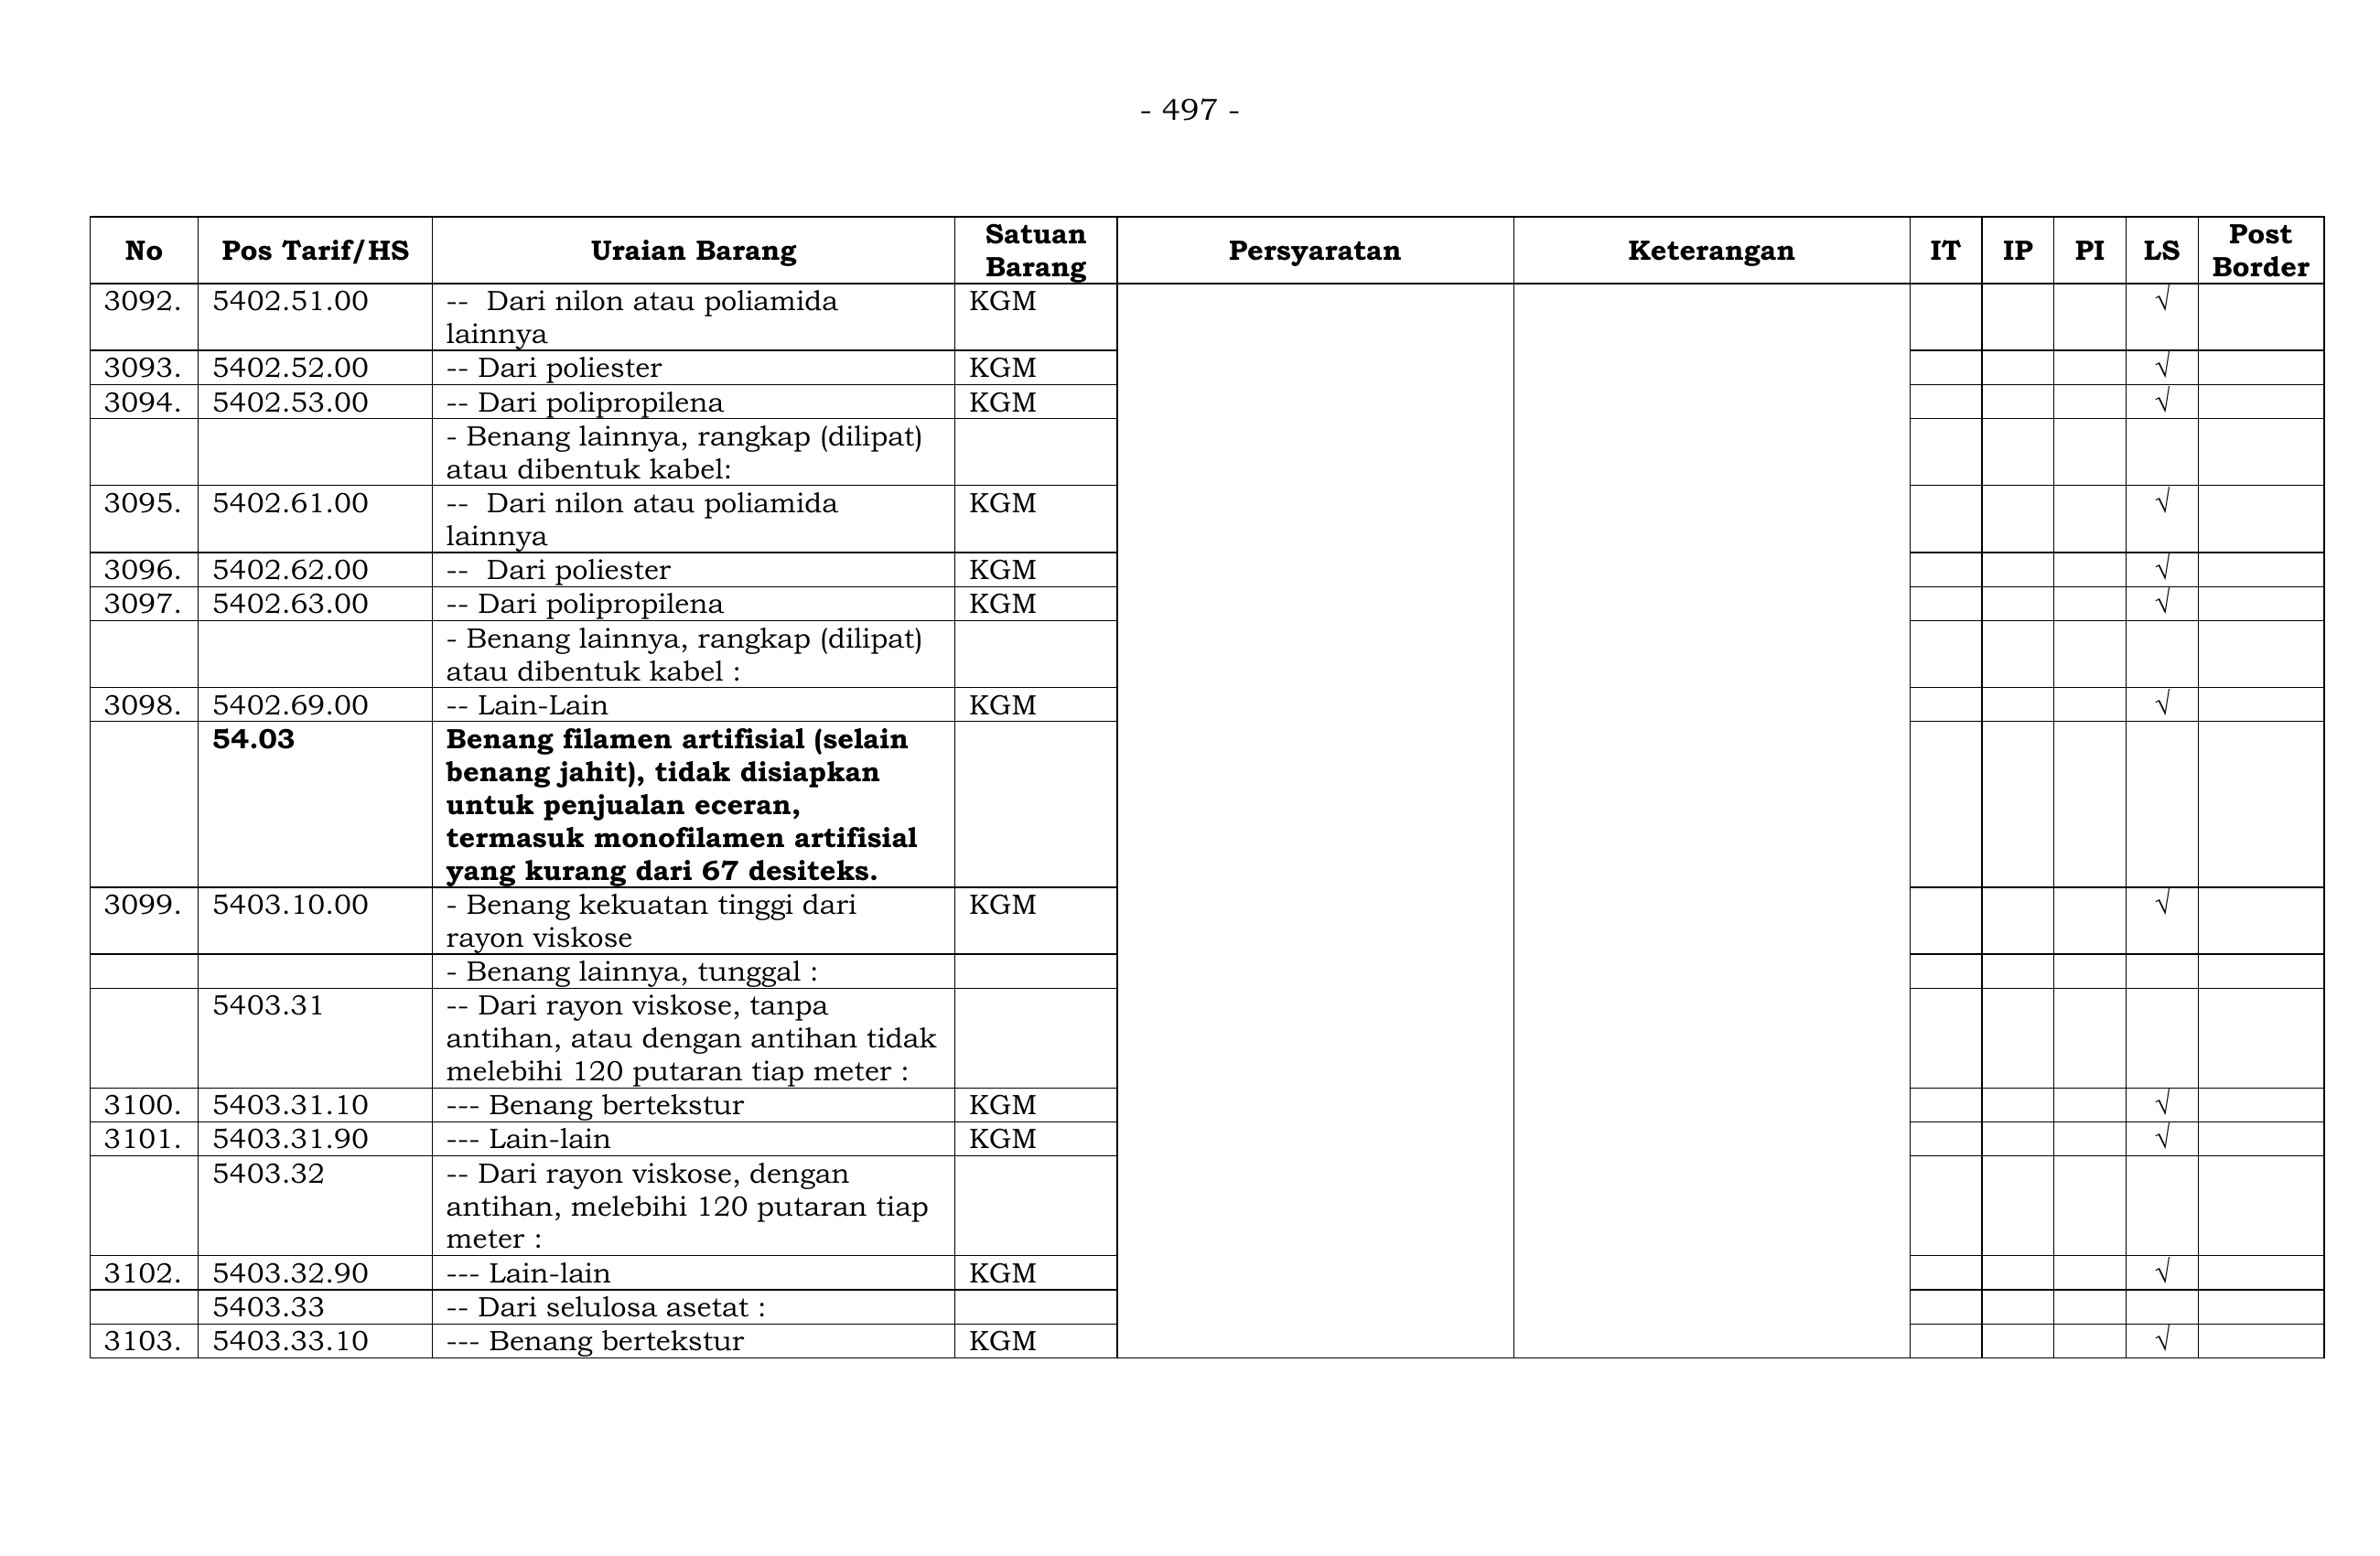 - 497 -
No Pos Tarif/HS Uraian Barang Satuan Barang Persyaratan Keterangan IT IP PI LS Post Border
3092. 5402.51.00 -- Dari nilon atau poliamida KGM √
lainnya
3093. 5402.52.00 -- Dari poliester KGM √
3094. 5402.53.00 -- Dari polipropilena KGM √
- Benang lainnya, rangkap (dilipat)
atau dibentuk kabel:
3095. 5402.61.00 -- Dari nilon atau poliamida KGM √
lainnya
3096. 5402.62.00 -- Dari poliester KGM √
3097. 5402.63.00 -- Dari polipropilena KGM √
- Benang lainnya, rangkap (dilipat)
atau dibentuk kabel :
3098. 5402.69.00 -- Lain-Lain KGM √
54.03 Benang filamen artifisial (selain
benang jahit), tidak disiapkan
untuk penjualan eceran,
termasuk monofilamen artifisial
yang kurang dari 67 desiteks.
3099. 5403.10.00 - Benang kekuatan tinggi dari KGM √
rayon viskose
- Benang lainnya, tunggal :
5403.31 -- Dari rayon viskose, tanpa
antihan, atau dengan antihan tidak
melebihi 120 putaran tiap meter :
3100. 5403.31.10 --- Benang bertekstur KGM √
3101. 5403.31.90 --- Lain-lain KGM √
5403.32 -- Dari rayon viskose, dengan
antihan, melebihi 120 putaran tiap
meter :
3102. 5403.32.90 --- Lain-lain KGM √
5403.33 -- Dari selulosa asetat :
3103. 5403.33.10 --- Benang bertekstur KGM √